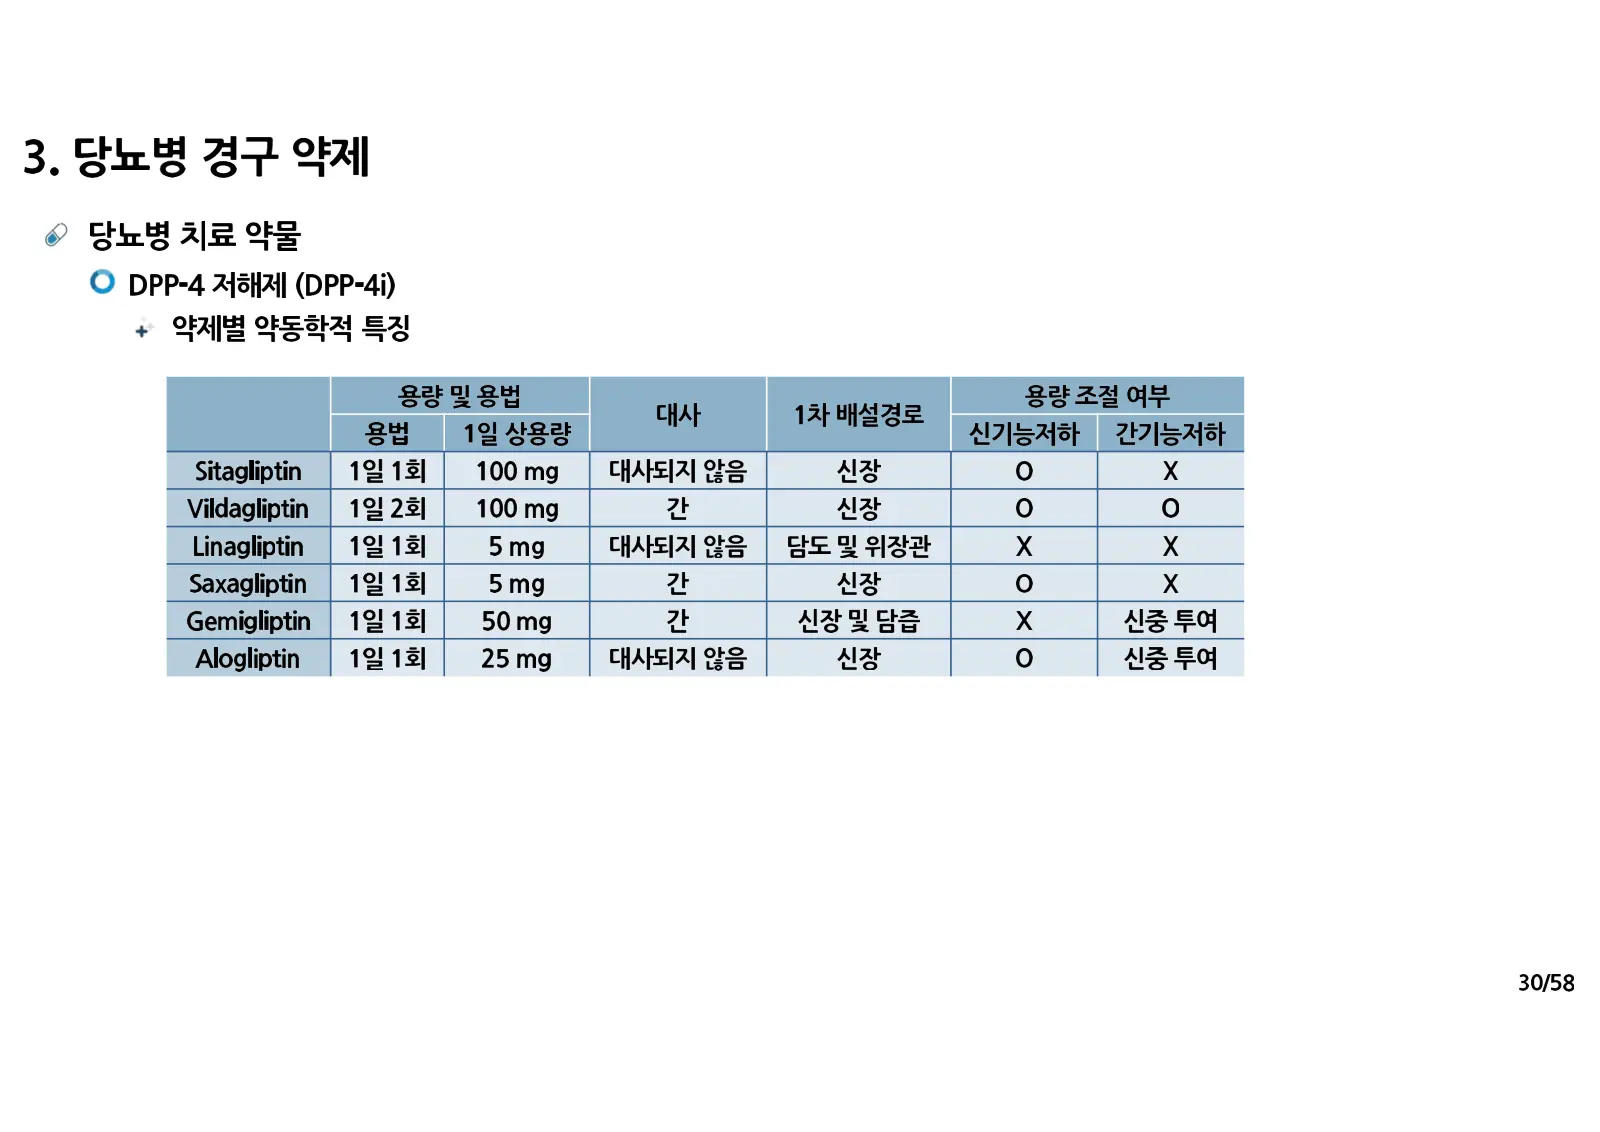 3. 당뇨병 경구 약제
당뇨병 치료 약물
DPP-4 저해제 (DPP-4i)
약제별 약동학적 특징
용량 및 용법 대사 1차 배설경로 용량 조절 여부
용법 1일 상용량 신기능저하 간기능저하
Sitagliptin 1일 1회 100 mg 대사되지 않음 신장 O X
Vildagliptin 1일 2회 100 mg 간 신장 O O
Linagliptin 1일 1회 5 mg 대사되지 않음 담도 및 위장관 X X
Saxagliptin 1일 1회 5 mg 간 신장 O X
Gemigliptin 1일 1회 50 mg 간 신장 및 담즙 X 신중 투여
Alogliptin 1일 1회 25 mg 대사되지 않음 신장 O 신중 투여
30/58